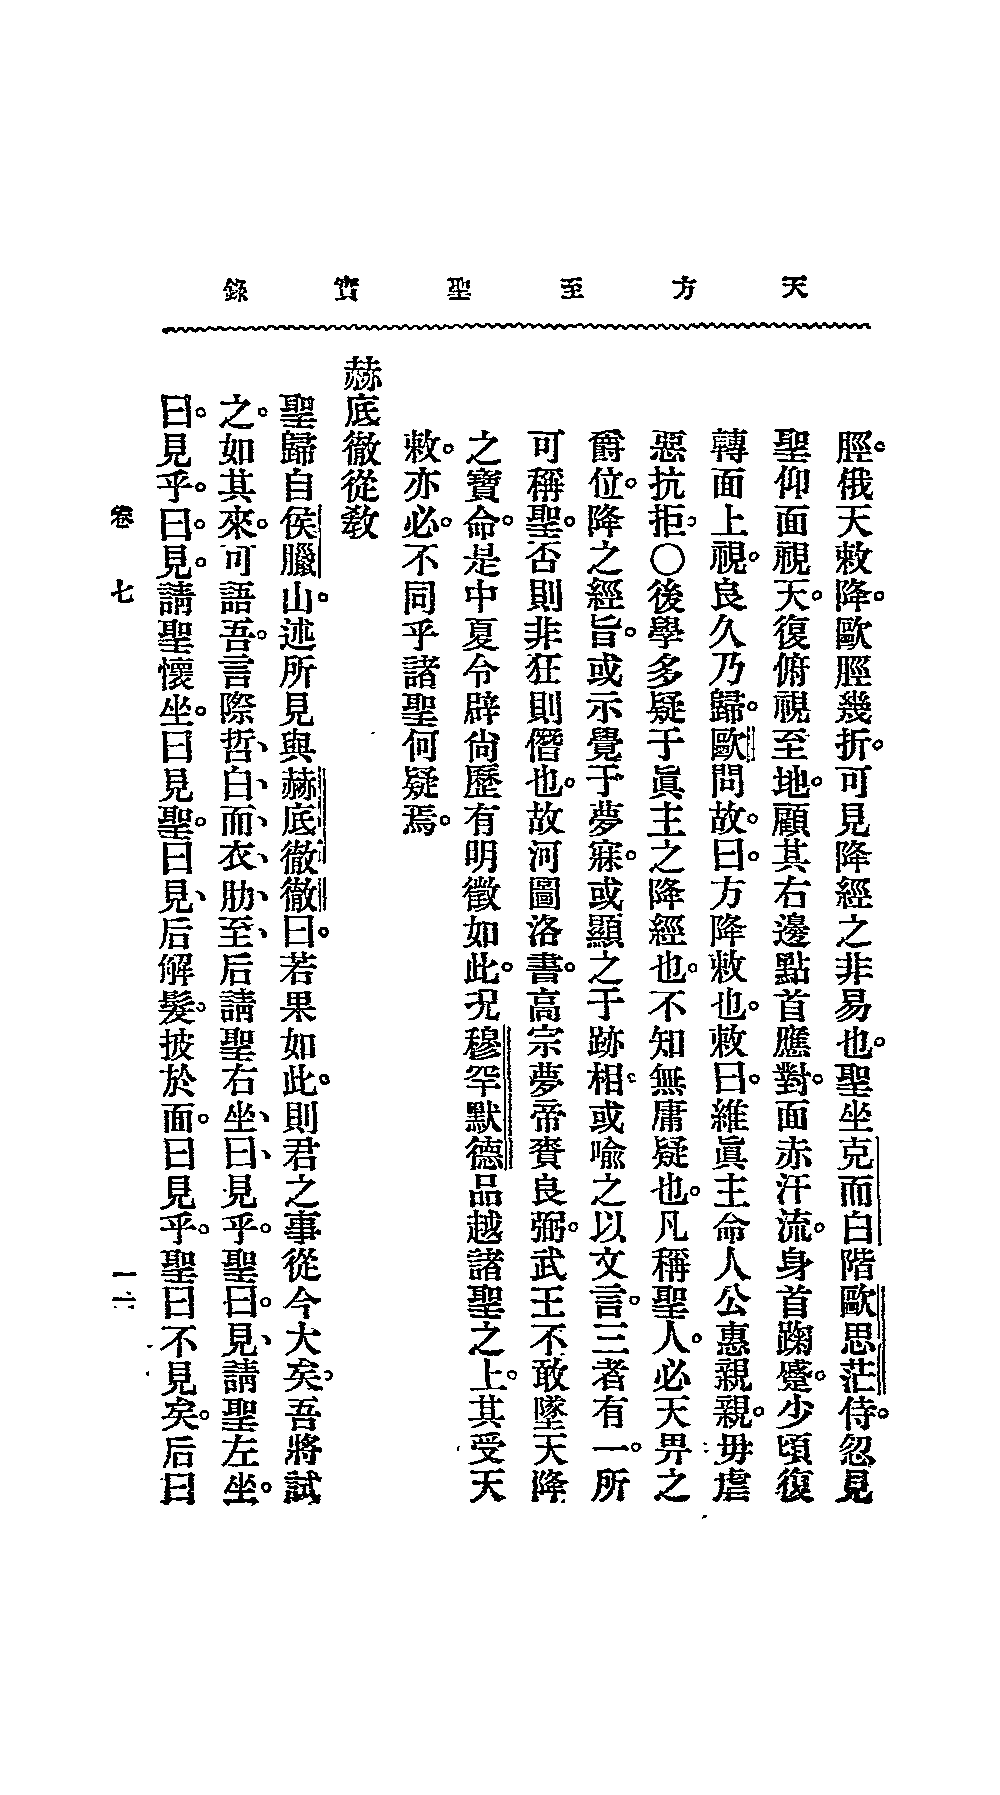 天方至聖實錄
脛。俄天敕降。歐脛幾折。可見降經之非易也。聖坐克而白階歐思茫侍。忽見
聖仰面視天。復俯視至地。顧其右邊點首應對。面赤汗流。身首踘蹙。少頃復
轉面上視。良久乃歸。歐問故。曰。方降敕也。敕曰。維眞主命人公惠親親。毋虐
惡抗拒。○後學多疑于眞主之降經也。不知無庸疑也。凡稱聖人。必天畀之
爵位。降之經旨。或示覺于夢寐。或顯之于跡相。或喻之以文言。三者有一。所
可稱聖。否則非狂則僭也。故河圖洛書。高宗夢帝賚良弼。武王不敢墜天降
之寶命。是中夏令辟尙歷有明徵如此。况穆罕默德品越諸聖之上。其受天
敕。亦必。不同乎諸聖何疑焉。
赫底徹從敎
聖歸自侯臘山。述所見與赫底徹徹曰。若果如此。則君之事從今大矣。吾將試
之。如其來。可語吾。言際哲、白、而、衣、肋、至、后請聖右坐、曰、見乎。聖曰。見、請聖左坐。
曰。見乎。曰。見。請聖懷坐。曰見聖。曰見、后解髮。披於面。曰見乎。聖曰不見矣。后曰
卷七
一六